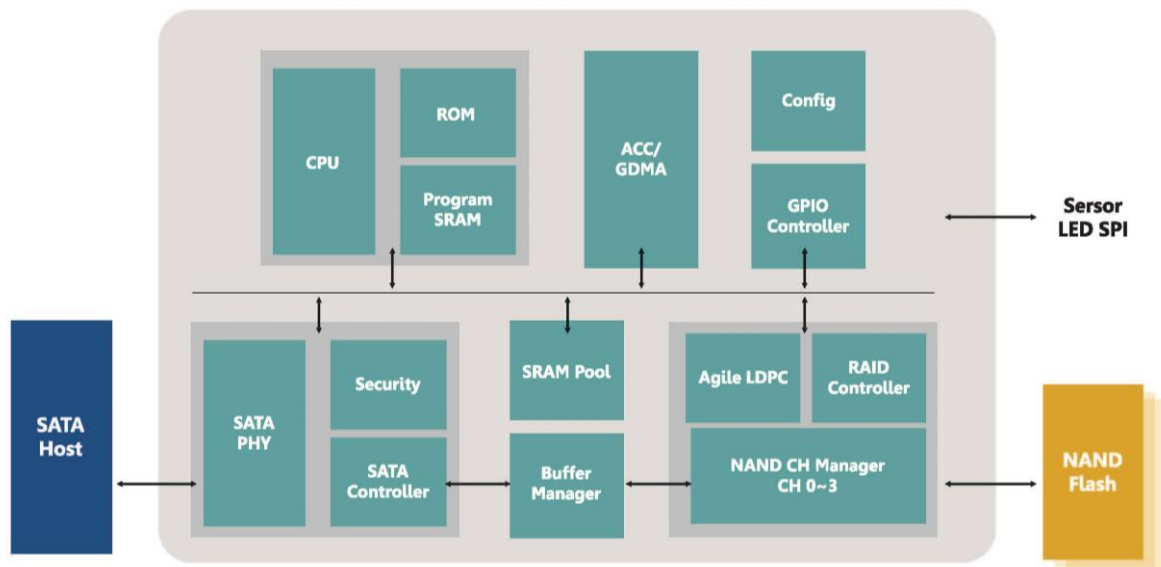 CPU
ROM
Program
SRAM
ACC/
GDMA
Config
GPIO
Controller
Sersor
LED SPI
SATA
Host
SATA
PHY
Security
SATA
Controller
SRAM Pool
Buffer
Manager
Agile LDPC
RAID
Controller
NAND CH Manager
CH 0~3
NAND
Flash